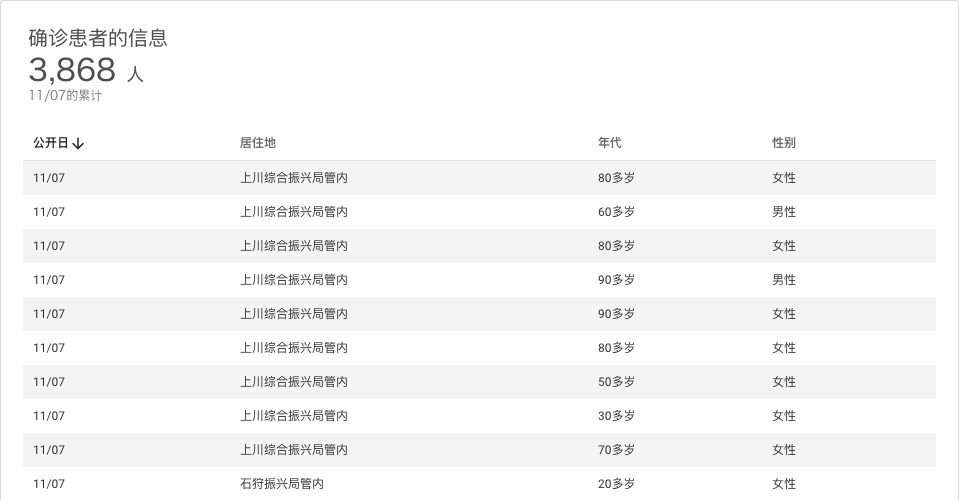 确诊患者的信息
3,868 人
11/07的累计
公开日 居住地 年代 性别
11/07 上川综合振兴局管内 80多岁 女性
11/07 上川综合振兴局管内 60多岁 男性
11/07 上川综合振兴局管内 80多岁 女性
11/07 上川综合振兴局管内 90多岁 男性
11/07 上川综合振兴局管内 90多岁 女性
11/07 上川综合振兴局管内 80多岁 女性
11/07 上川综合振兴局管内 50多岁 女性
11/07 上川综合振兴局管内 30多岁 女性
11/07 上川综合振兴局管内 70多岁 女性
11/07 石狩振兴局管内 20多岁 女性